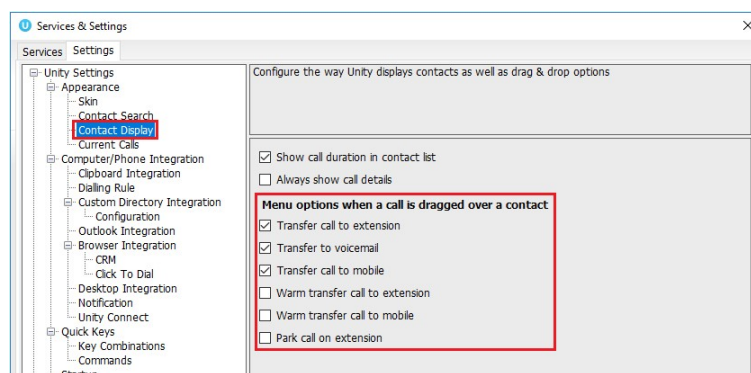 Services & Settings
Services
Settings
Unity Settings
Appearance
Skin
Contact Search
Contact Display
Current Calls
Computer/Phone Integration
Clipboard Integration
Dialling Rule
Custom Directory Integration
Configuration
Outlook Integration
Browser Integration
CRM
Click To Dial
Desktop Integration
Notification
Unity Connect
Quick Keys
Key Combinations
Commands
Configure the way Unity displays contacts as well as drag & drop options
Show call duration in contact list
Always show call details
Menu options when a call is dragged over a contact
Transfer call to extension
Transfer to voicemail
Transfer call to mobile
Warm transfer call to extension
Warm transfer call to mobile
Park call on extension